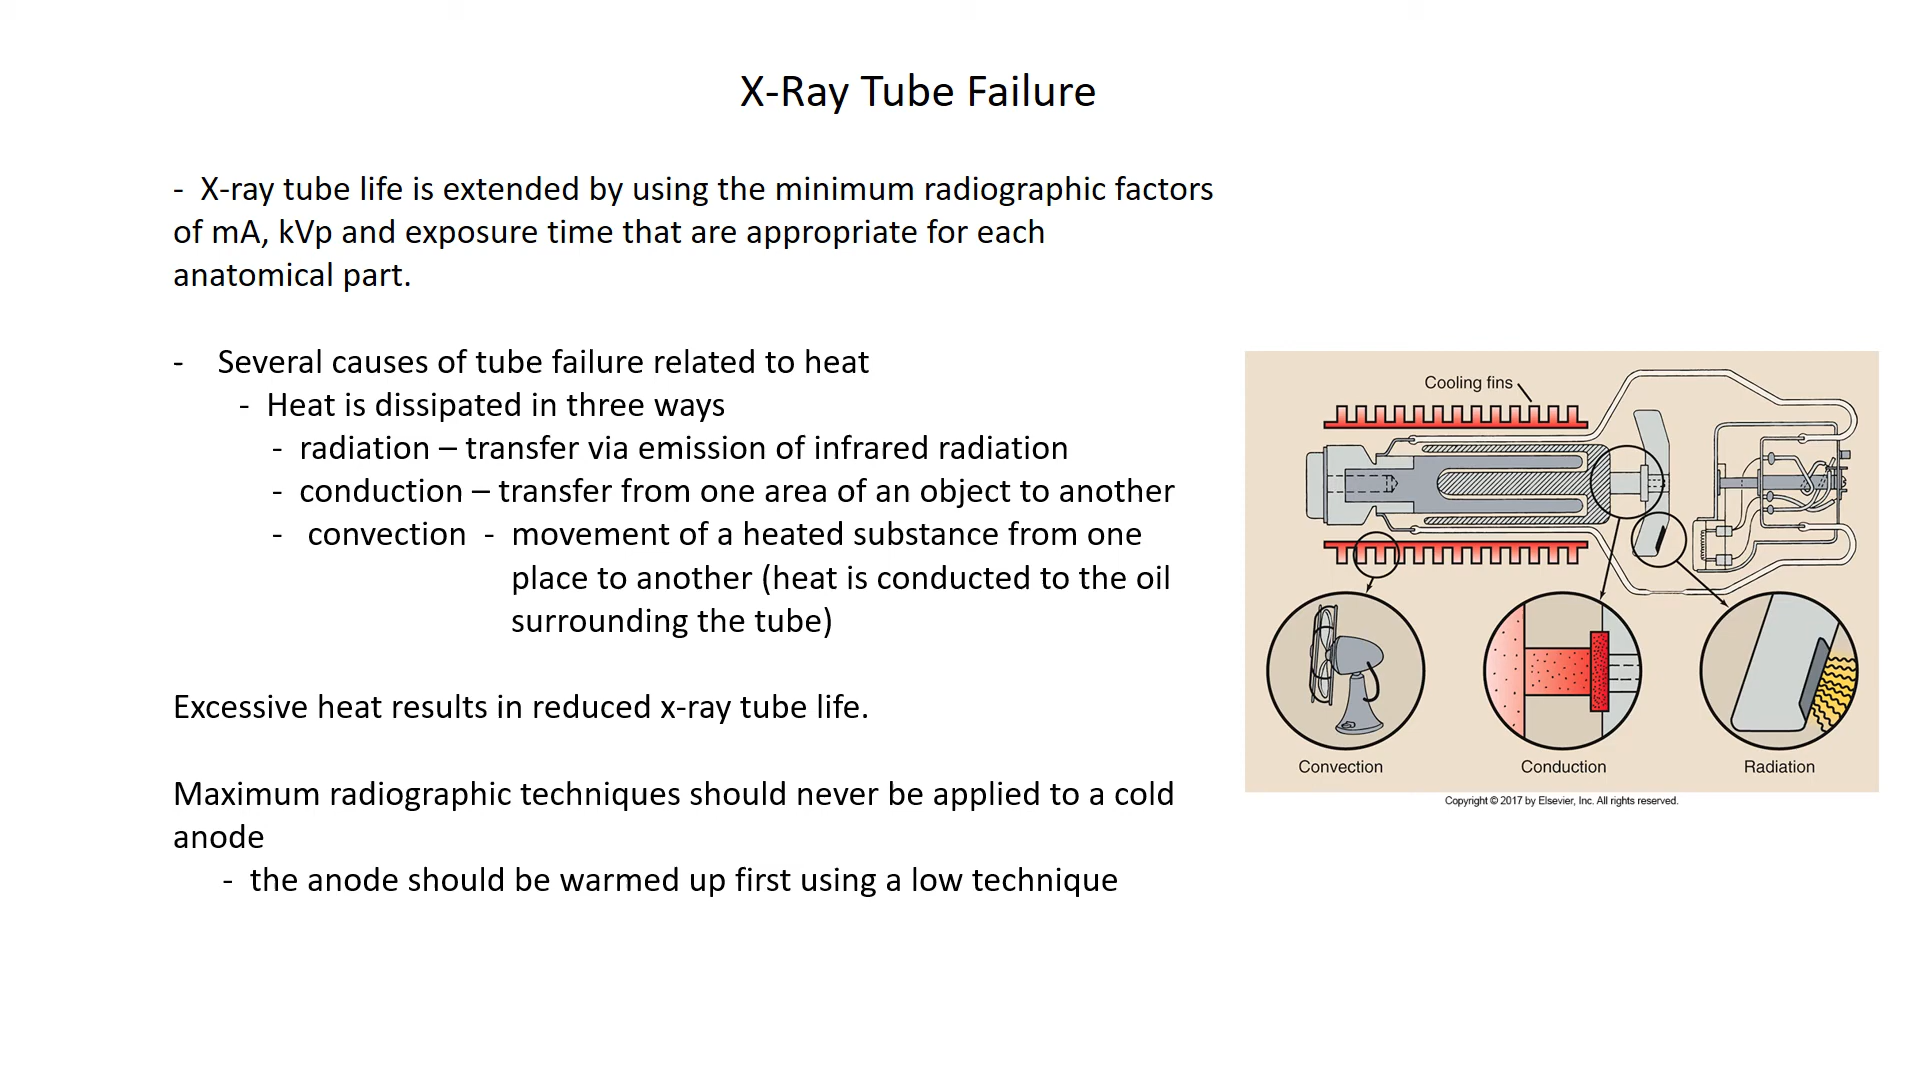 X-Ray Tube Failure
- X-ray tube life is extended by using the minimum radiographic factors
of mA, kVp and exposure time that are appropriate for each
anatomical part.
- Several causes of tube failure related to heat
- Heat is dissipated in three ways
- radiation – transfer via emission of infrared radiation
- conduction – transfer from one area of an object to another
- convection - movement of a heated substance from one
place to another (heat is conducted to the oil
surrounding the tube)
Excessive heat results in reduced x-ray tube life.
Maximum radiographic techniques should never be applied to a cold
anode
- the anode should be warmed up first using a low technique
Cooling fins
Convection
Conduction
Radiation
Copyright © 2017 by Elsevier, Inc. All rights reserved.